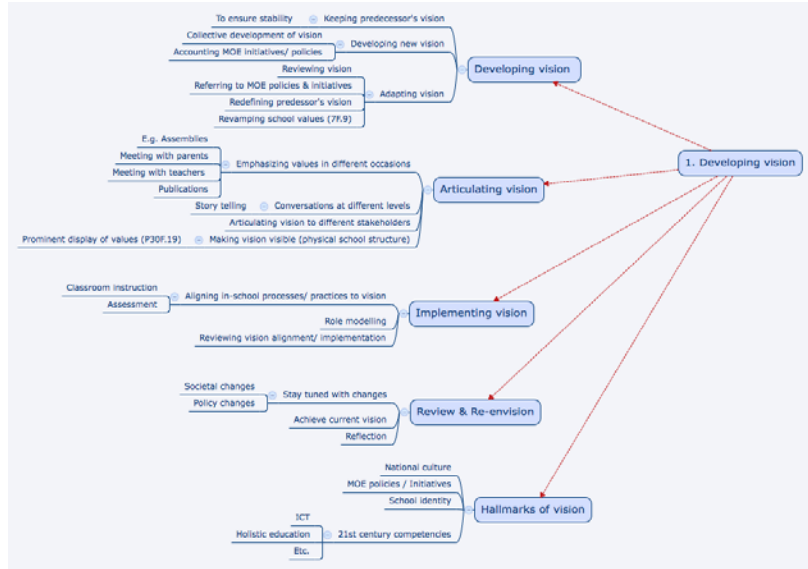 1. Developing vision
Developing vision
Keeping predecessor's vision
To ensure stability
Developing new vision
Collective development of vision
Accounting MOE initiatives/ policies
Adapting vision
Reviewing vision
Referring to MOE policies & initiatives
Redefining predessor's vision
Revamping school values (7F.9)
Articulating vision
Emphasizing values in different occasions
E.g. Assemblies
Meeting with parents
Meeting with teachers
Publications
Conversations at different levels
Story telling
Articulating vision to different stakeholders
Making vision visible (physical school structure)
Prominent display of values (P30F.19)
Implementing vision
Aligning in-school processes/ practices to vision
Classroom instruction
Assessment
Role modelling
Reviewing vision alignment/ implementation
Review & Re-envision
Stay tuned with changes
Societal changes
Policy changes
Achieve current vision
Reflection
Hallmarks of vision
National culture
MOE policies / Initiatives
School identity
21st century competencies
ICT
Holistic education
Etc.